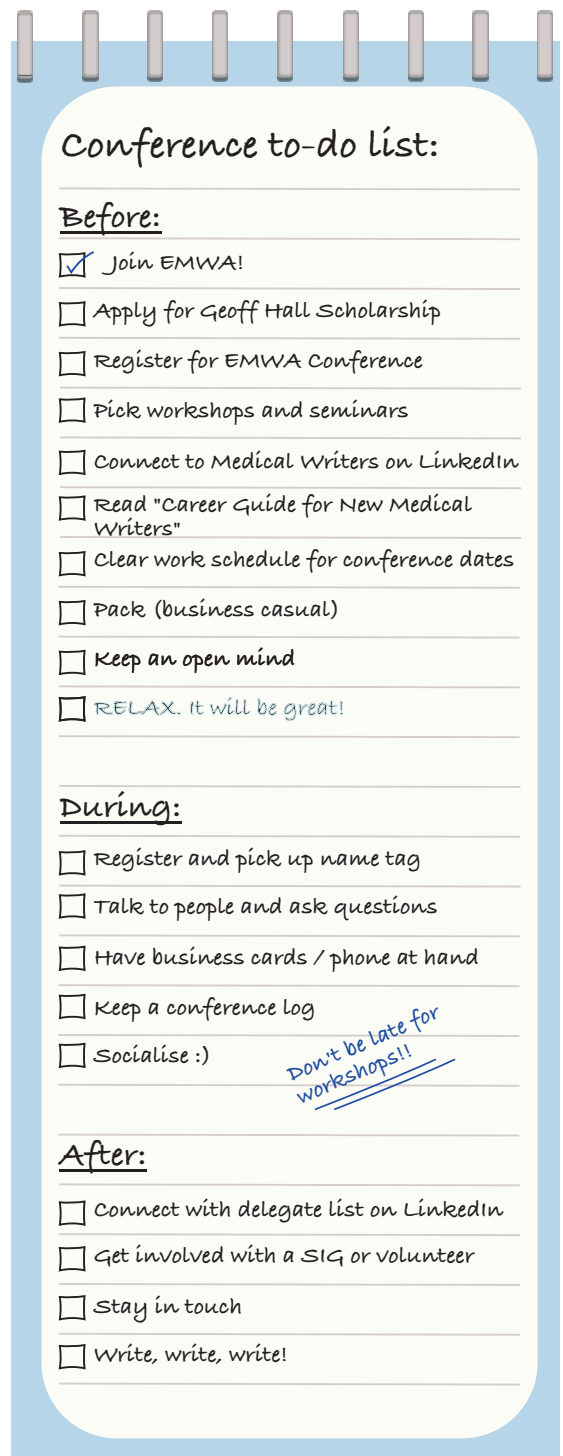 Conference to-do list:
Before:
Join EMWA!
Apply for Geoff Hall Scholarship
Register for EMWA Conference
Pick workshops and seminars
Connect to Medical Writers on LinkedIn
Read "Career Guide for New Medical
Writers"
Clear work schedule for conference dates
Pack (business casual)
Keep an open mind
RELAX. It will be great!
During:
Register and pick up name tag
Talk to people and ask questions
Have business cards / phone at hand
Keep a conference log
Socialise :)
Don't be late for
workshops!!
After:
Connect with delegate list on LinkedIn
Get involved with a SIG or volunteer
Stay in touch
Write, write, write!